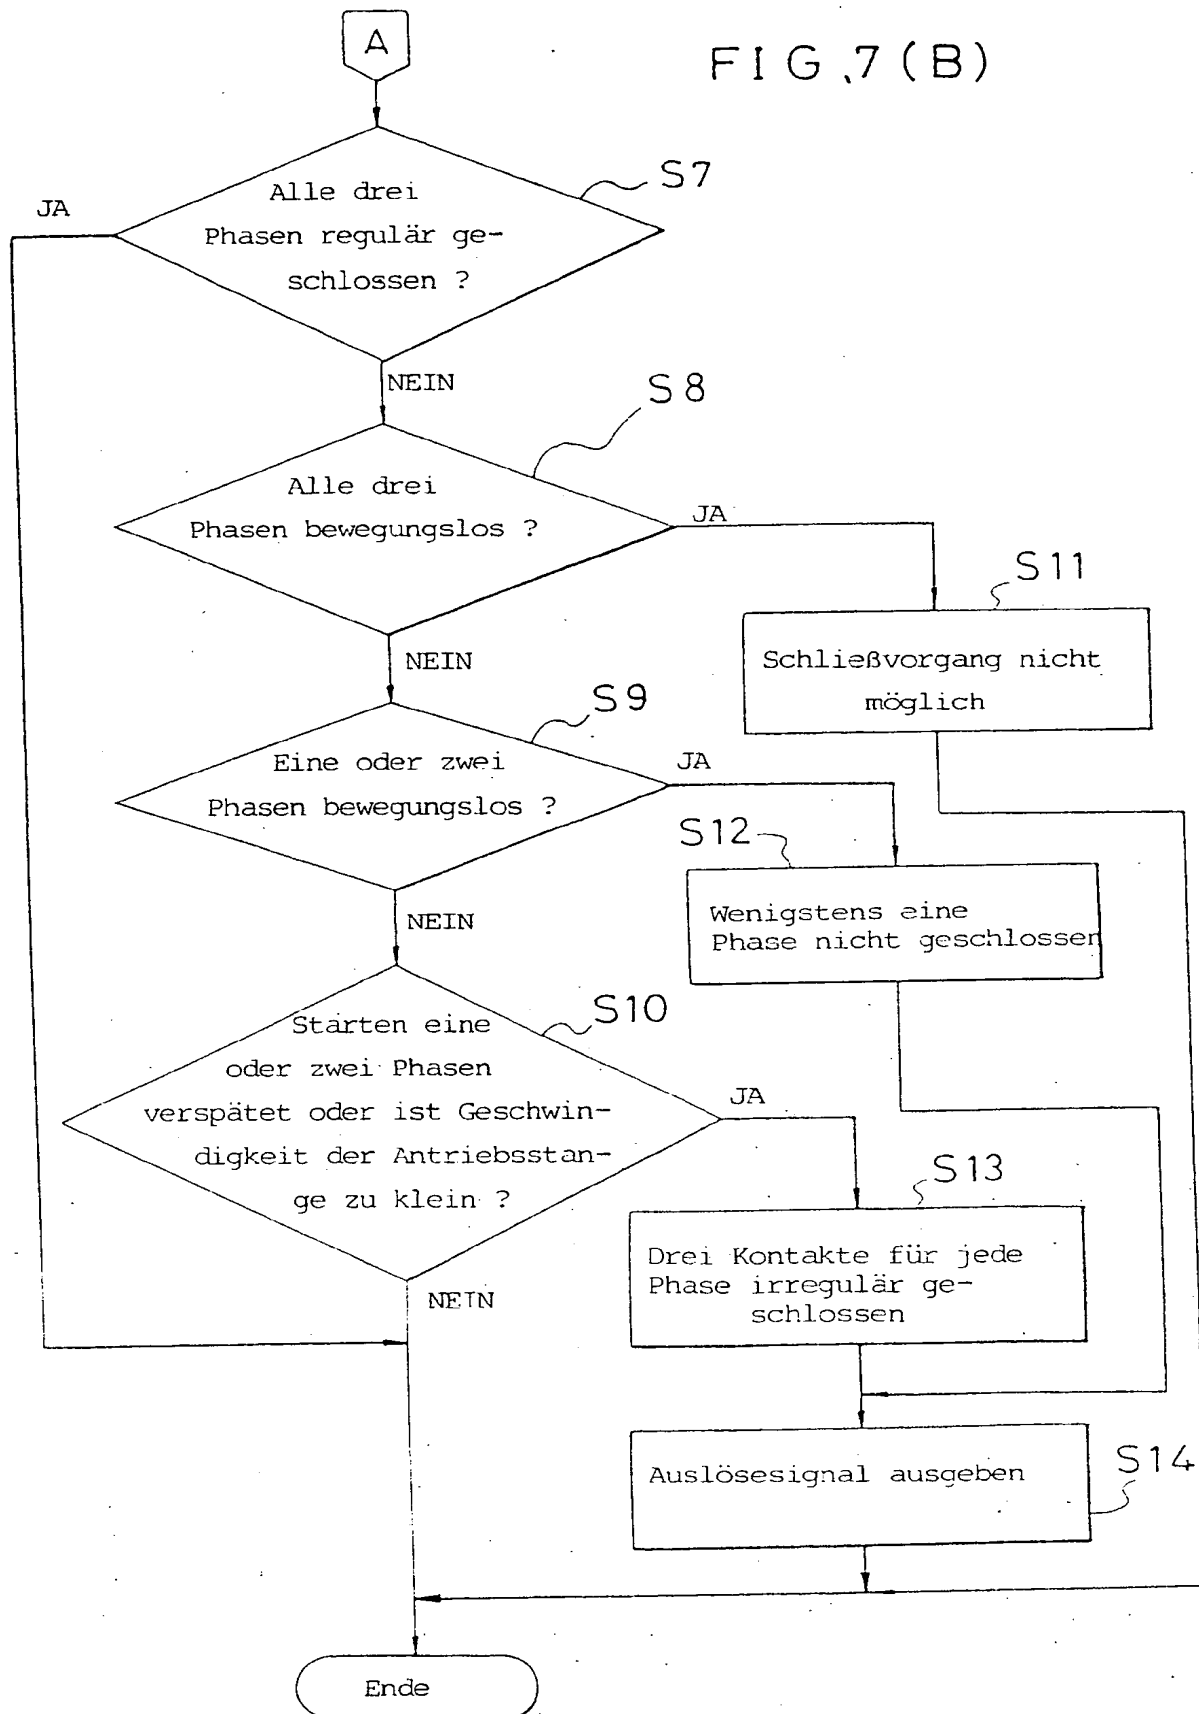 A
FIG.7(B)
S7
Alle drei
JA
Phasen regulär ge-
schlossen ?
NEIN
S8
Alle drei
Phasen bewegungslos ?
JA
S11
NEIN
Schließvorgang nicht
möglich
S9
Eine oder zwei
Phasen bewegungslos ?
JA
S12
Wenigstens eine
Phase nicht geschlossen
NEIN
S10
Starten eine
oder zwei Phasen
verspätet oder ist Geschwin-
digkeit der Antriebsstan-
ge zu klein ?
JA
S13
Drei Kontakte für jede
Phase irregulär ge-
schlossen
NEIN
Auslösesignal ausgeben
S14
Ende